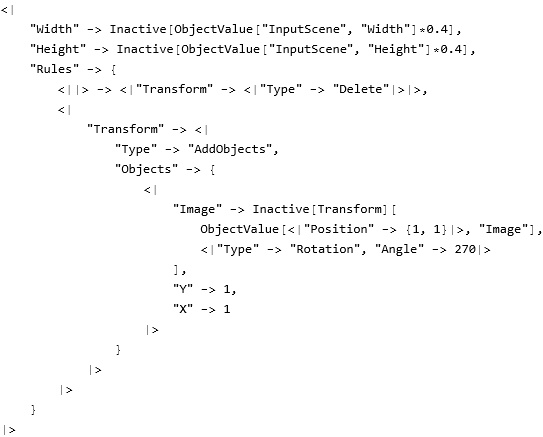 <|
"Width" -> Inactive[ObjectValue["InputScene", "Width"]*0.4],
"Height" -> Inactive[ObjectValue["InputScene", "Height"]*0.4],
"Rules" -> {
<||> -> <|"Transform" -> <|"Type" -> "Delete"|>|>,
<|
"Transform" -> <|
"Type" -> "AddObjects",
"Objects" -> {
<|
"Image" -> Inactive[Transform][
ObjectValue[<|"Position" -> {1, 1}|>, "Image"],
<|"Type" -> "Rotation", "Angle" -> 270|>
],
"Y" -> 1,
"X" -> 1
|>
}
|>
|>
}
|>